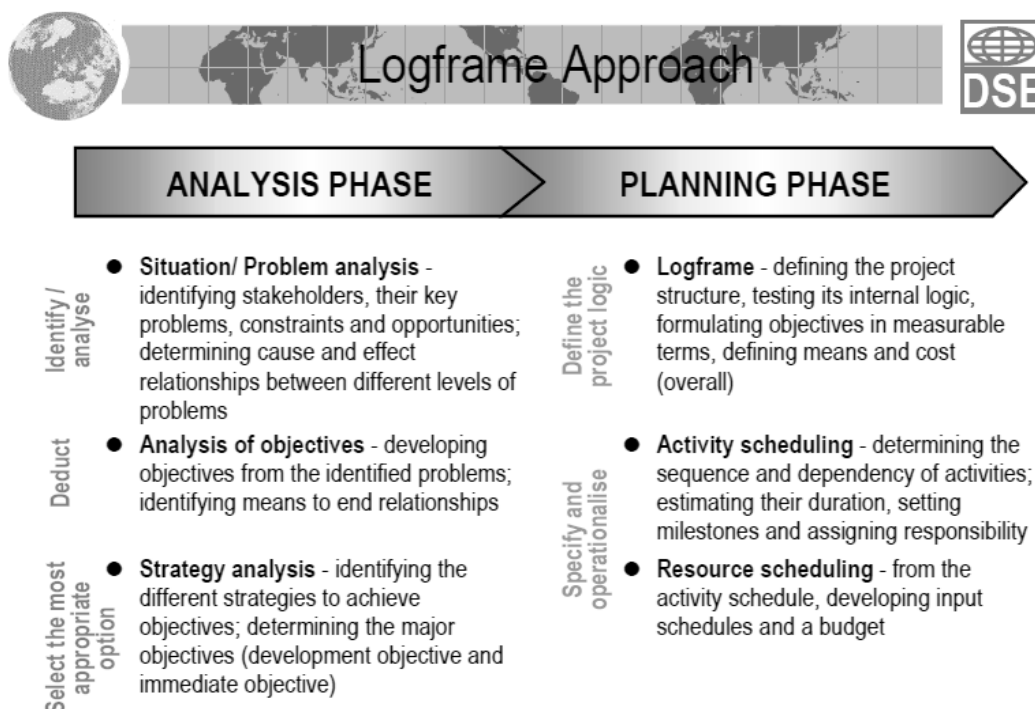 Logframe Approach
DSE
ANALYSIS PHASE
PLANNING PHASE
Identify /
analyse
● Situation/ Problem analysis -
identifying stakeholders, their key
problems, constraints and opportunities;
determining cause and effect
relationships between different levels of
problems
Deduct
● Analysis of objectives - developing
objectives from the identified problems;
identifying means to end relationships
Select the most
appropriate
option
● Strategy analysis - identifying the
different strategies to achieve
objectives; determining the major
objectives (development objective and
immediate objective)
Define the
project logic
● Logframe - defining the project
structure, testing its internal logic,
formulating objectives in measurable
terms, defining means and cost
(overall)
Specify and
operationalise
● Activity scheduling - determining the
sequence and dependency of activities;
estimating their duration, setting
milestones and assigning responsibility
● Resource scheduling - from the
activity schedule, developing input
schedules and a budget